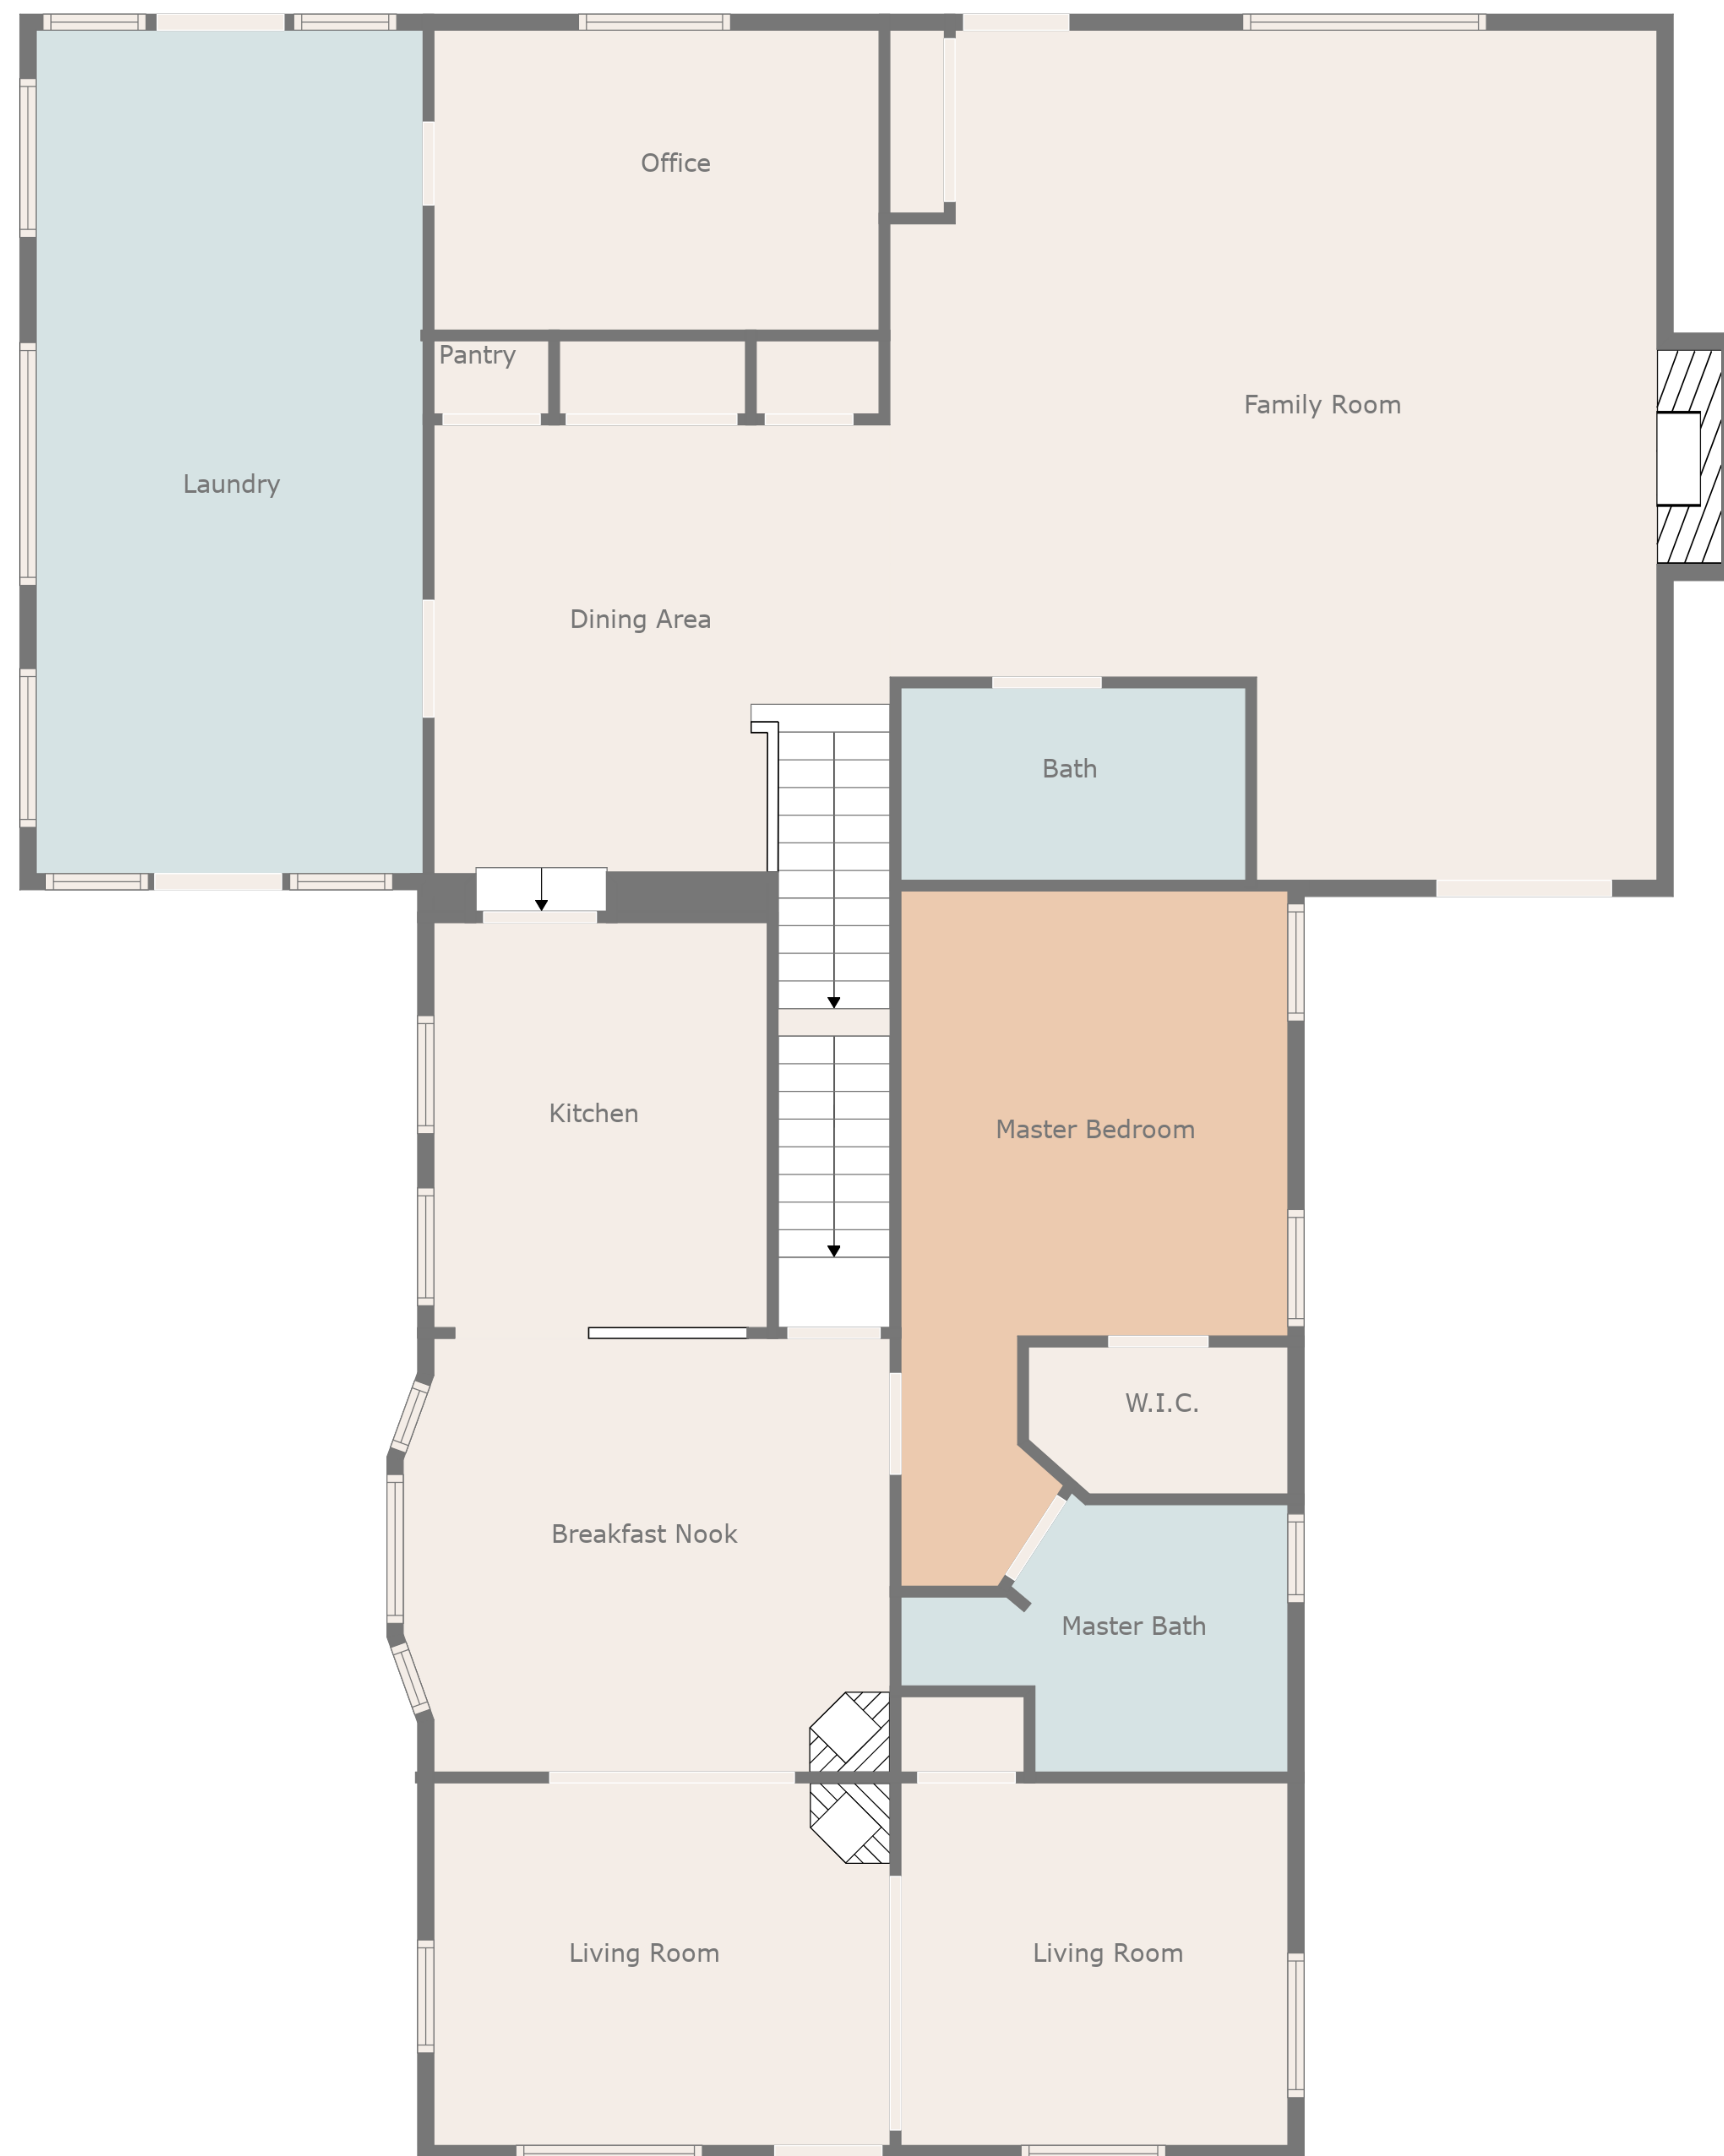 Office
Pantry
Family Room
Laundry
Dining Area
Bath
Kitchen
Master Bedroom
W.I.C.
Breakfast Nook
Master Bath
Living Room
Living Room